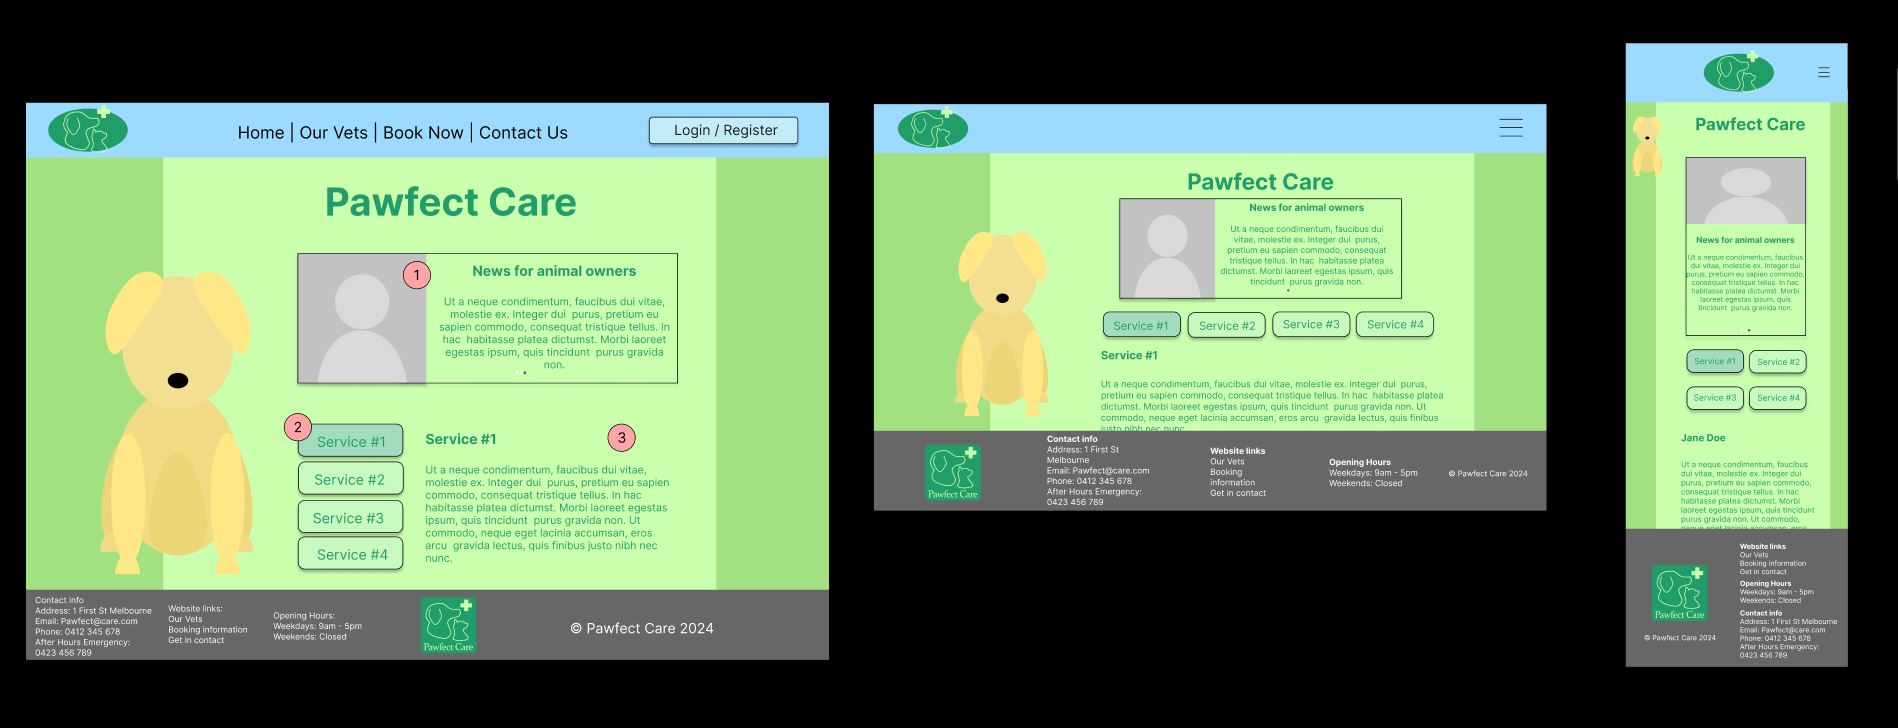 Home | Our Vets | Book Now | Contact Us
Login / Register
Pawfect Care
1
News for animal owners
Ut a neque condimentum, faucibus dui vitae,
molestie ex. Integer dui  purus, pretium eu
sapien commodo, consequat tristique tellus. In
hac  habitasse platea dictumst. Morbi laoreet
egestas ipsum, quis tincidunt  purus gravida
non.
2
Service #1
Service #2
Service #3
Service #4
Service #1
3
Ut a neque condimentum, faucibus dui vitae,
molestie ex. Integer dui  purus, pretium eu sapien
commodo, consequat tristique tellus. In hac
habitasse platea dictumst. Morbi laoreet egestas
ipsum, quis tincidunt  purus gravida non. Ut
commodo, neque eget lacinia accumsan, eros
arcu  gravida lectus, quis finibus justo nibh nec
nunc.
Contact info
Address: 1 First St Melbourne
Email: Pawfect@care.com
Phone: 0412 345 678
After Hours Emergency:
0423 456 789
Website links:
Our Vets
Booking information
Get in contact
Opening Hours:
Weekdays: 9am - 5pm
Weekends: Closed
Pawfect Care
© Pawfect Care 2024
Pawfect Care
News for animal owners
Ut a neque condimentum, faucibus dui
vitae, molestie ex. Integer dui  purus,
pretium eu sapien commodo, consequat
tristique tellus. In hac  habitasse platea
dictumst. Morbi laoreet egestas ipsum, quis
tincidunt  purus gravida non.
Service #1
Service #2
Service #3
Service #4
Service #1
Ut a neque condimentum, faucibus dui vitae, molestie ex. Integer dui  purus,
pretium eu sapien commodo, consequat tristique tellus. In hac  habitasse platea
dictumst. Morbi laoreet egestas ipsum, quis tincidunt  purus gravida non. Ut
commodo, neque eget lacinia accumsan, eros arcu  gravida lectus, quis finibus
justo nibh nec nunc.
Pawfect Care
Contact info
Address: 1 First St
Melbourne
Email: Pawfect@care.com
Phone: 0412 345 678
After Hours Emergency:
0423 456 789
Website links
Our Vets
Booking
information
Get in contact
Opening Hours
Weekdays: 9am - 5pm
Weekends: Closed
© Pawfect Care 2024
Pawfect Care
News for animal owners
Ut a neque condimentum, faucibus
dui vitae, molestie ex. Integer dui
purus, pretium eu sapien commodo,
consequat tristique tellus. In hac
habitasse platea dictumst. Morbi
laoreet egestas ipsum, quis
tincidunt  purus gravida non.
Service #1
Service #2
Service #3
Service #4
Jane Doe
Ut a neque condimentum, faucibus
dui vitae, molestie ex. Integer dui
purus, pretium eu sapien commodo,
consequat tristique tellus. In hac
habitasse platea dictumst. Morbi
laoreet egestas ipsum, quis tincidunt
purus gravida non. Ut commodo,
neque eget lacinia accumsan, eros
Pawfect Care
© Pawfect Care 2024
Website links
Our Vets
Booking information
Get in contact
Opening Hours
Weekdays: 9am - 5pm
Weekends: Closed
Contact info
Address: 1 First St Melbourne
Email: Pawfect@care.com
Phone: 0412 345 678
After Hours Emergency:
0423 456 789